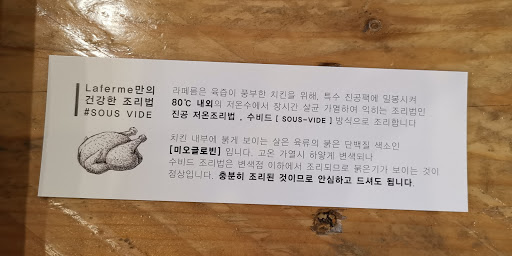 Laferme만의
건강한 조리법
#SOUS VIDE
라페름은 육즙이 풍부한 치킨을 위해, 특수 진공팩에 밀봉시켜
80℃ 내외의 저온수에서 장시간 살균 가열하여 익히는 조리법인
진공 저온조리법 , 수비드 [ SOUS-VIDE ] 방식으로 조리합니다
치킨 내부에 붉게 보이는 살은 육류의 붉은 단백질 색소인
[미오글로빈] 입니다. 고온 가열시 하얗게 변색되나
수비드 조리법은 변색점 이하에서 조리되므로 붉은기가 보이는 것이
정상입니다. 충분히 조리된 것이므로 안심하고 드셔도 됩니다.